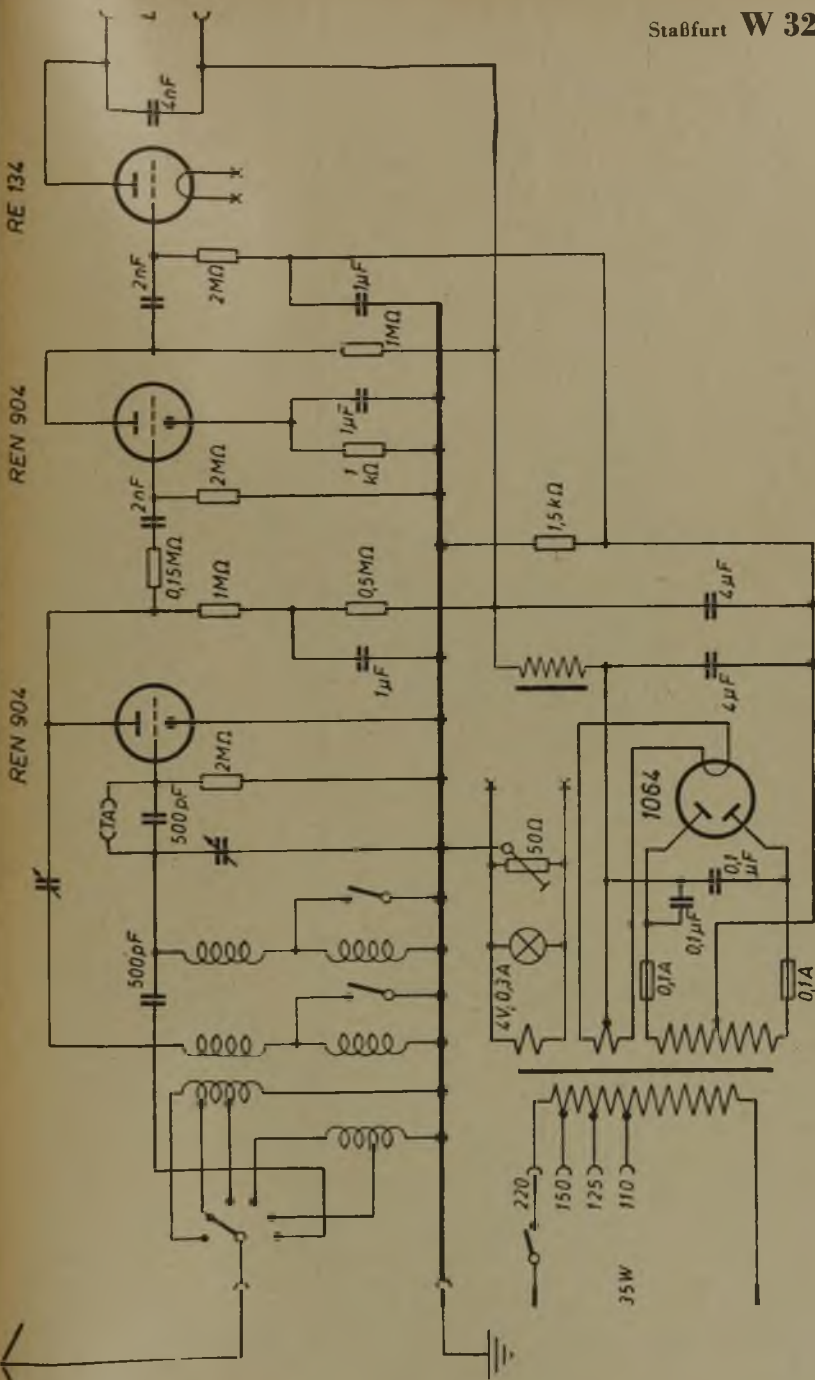 Staßfurt W 32
RE 134
REN 904
REN 904
L
4nF
2nF
2MΩ
1µF
1MΩ
2nF
0,15MΩ
2MΩ
1
kΩ
1µF
1MΩ
0,5MΩ
1µF
1,5kΩ
(TA)
500pF
2MΩ
500pF
4µF
4µF
1064
50Ω
4V, 0,3A
0,1µF
0,1
µF
0,1A
0,1A
220
150
125
110
35W